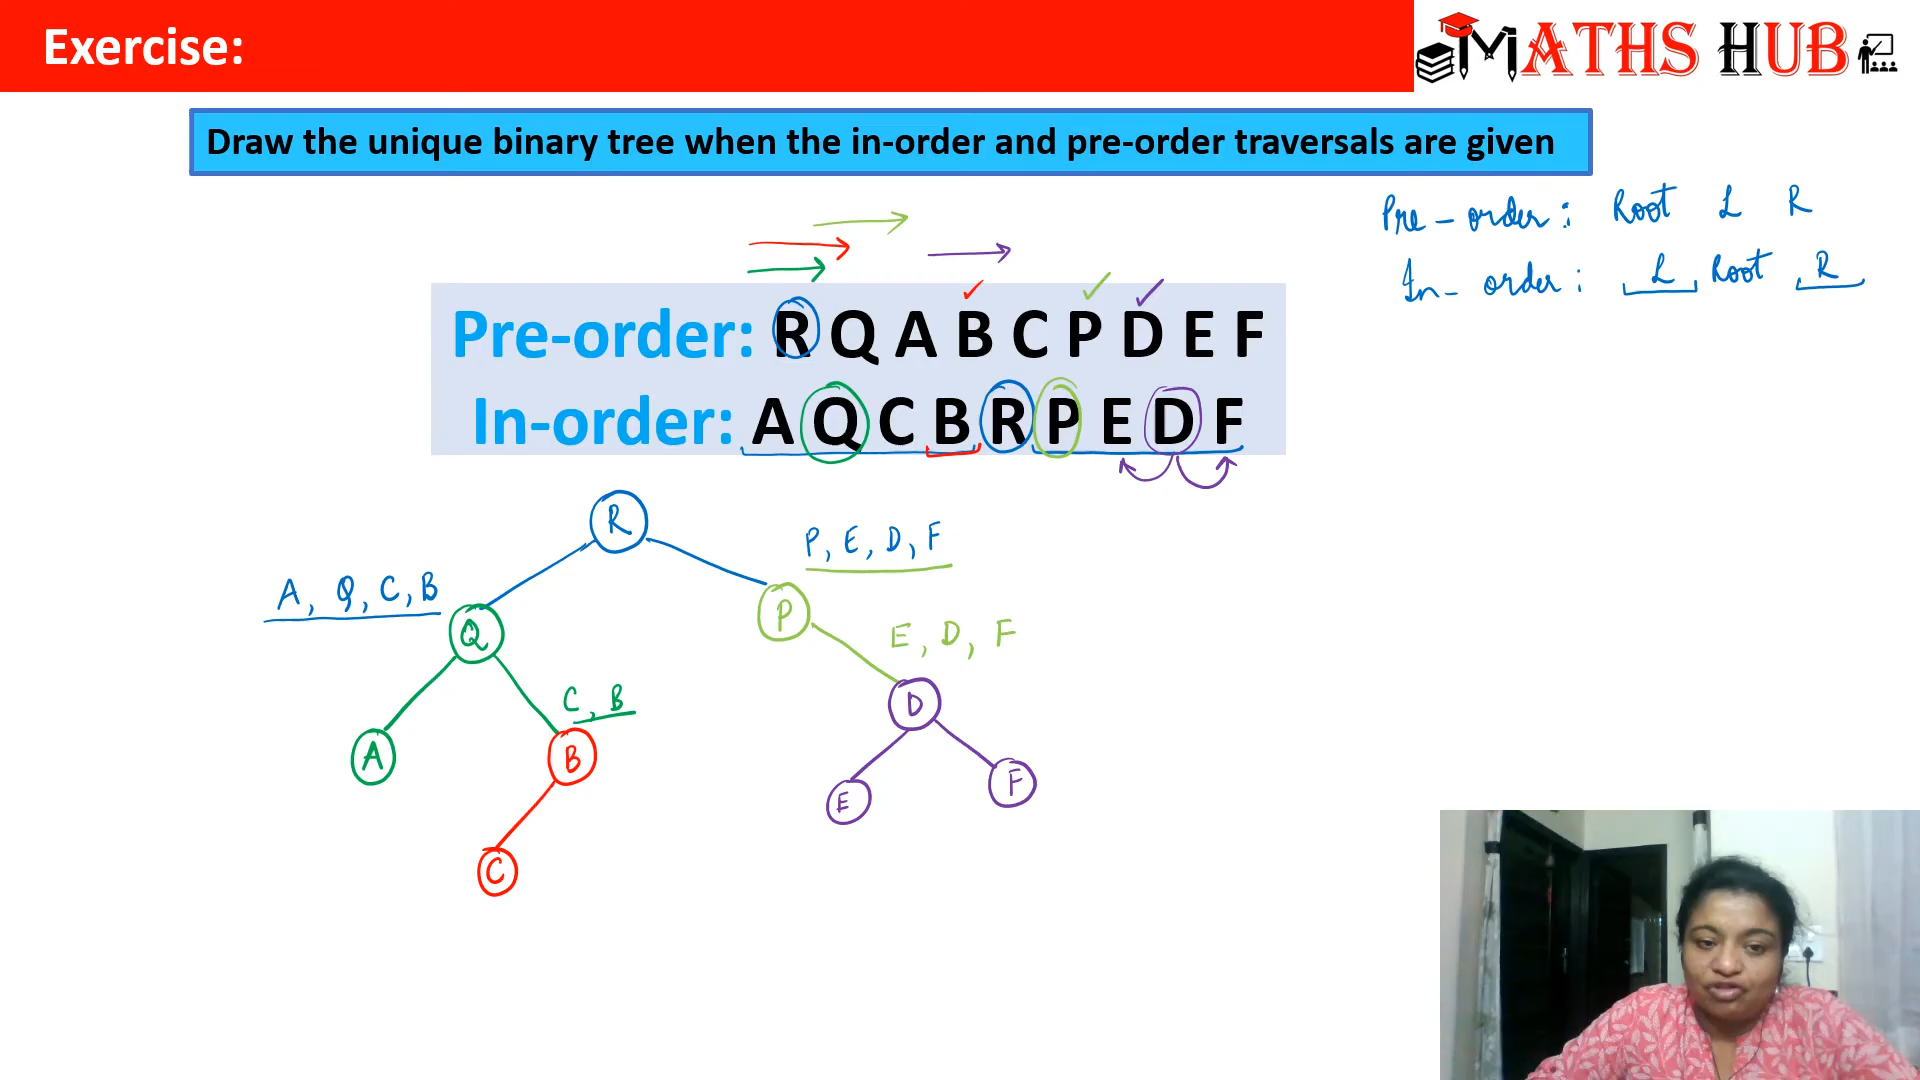 Exercise:
MATHS HUB
Draw the unique binary tree when the in-order and pre-order traversals are given
Pre-order: Root L R
In-order: L Root R
Pre-order: R Q A B C P D E F
In-order: A Q C B R P E D F
R
P, E, D, F
A, Q, C, B
P
Q
E, D, F
C, B
D
A
B
E
F
C